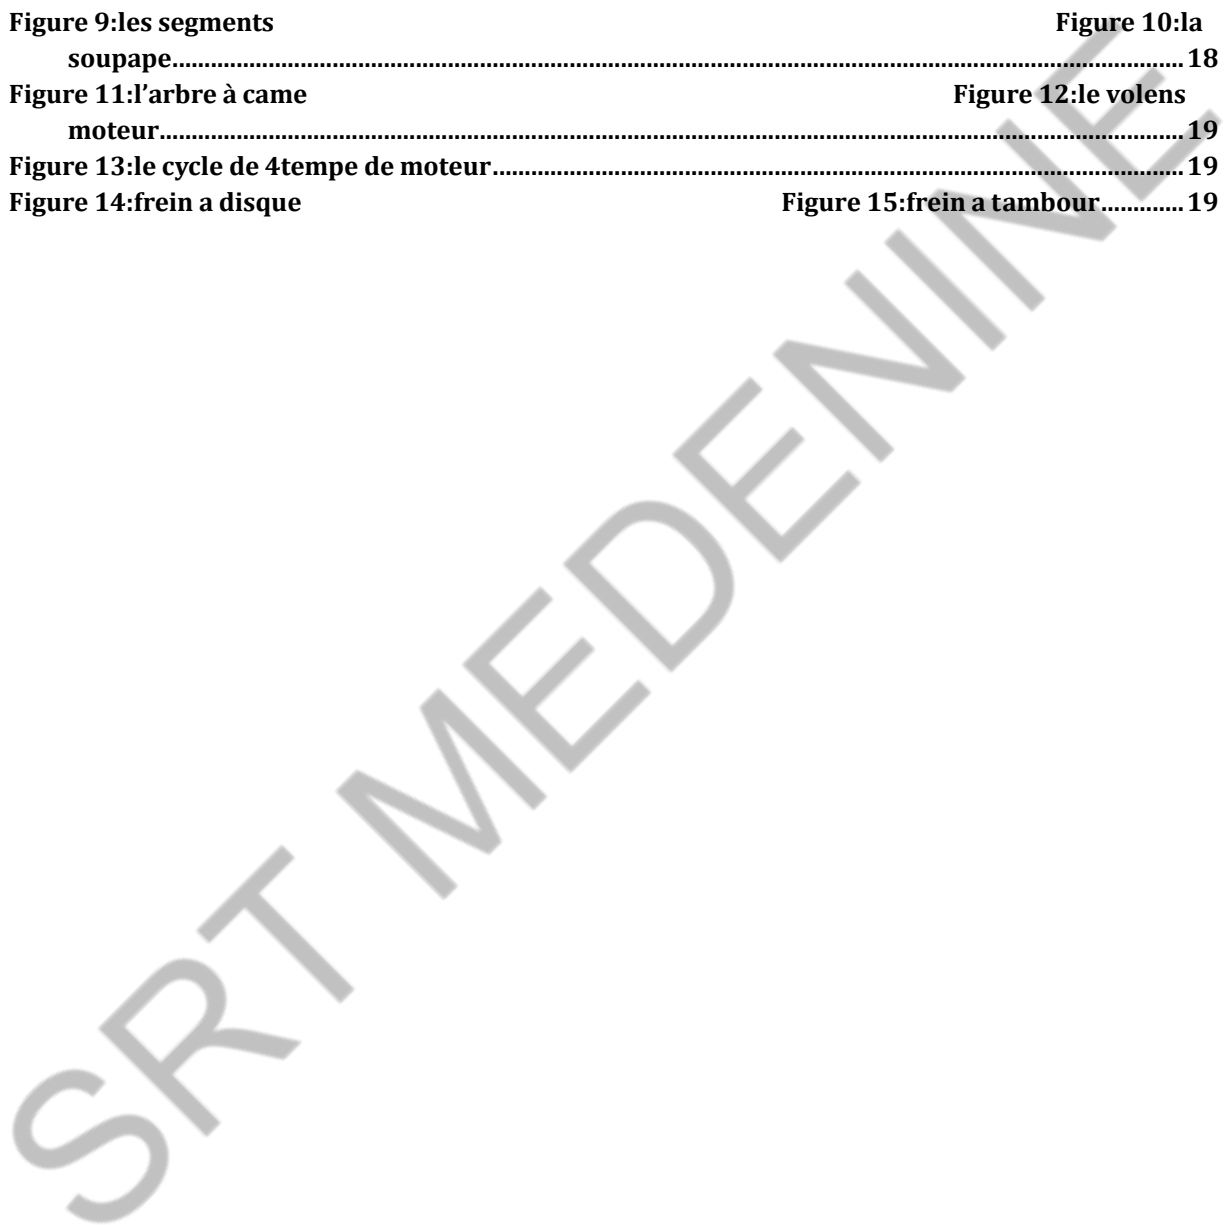 Figure 9:les segments Figure 10:la
soupape....................................................................................................18
Figure 11:l'arbre à came Figure 12:le volens
moteur....................................................................................................19
Figure 13:le cycle de 4tempe de moteur....................................................................................................19
Figure 14:frein a disque Figure 15:frein a tambour.............19
SRT MEDENINE